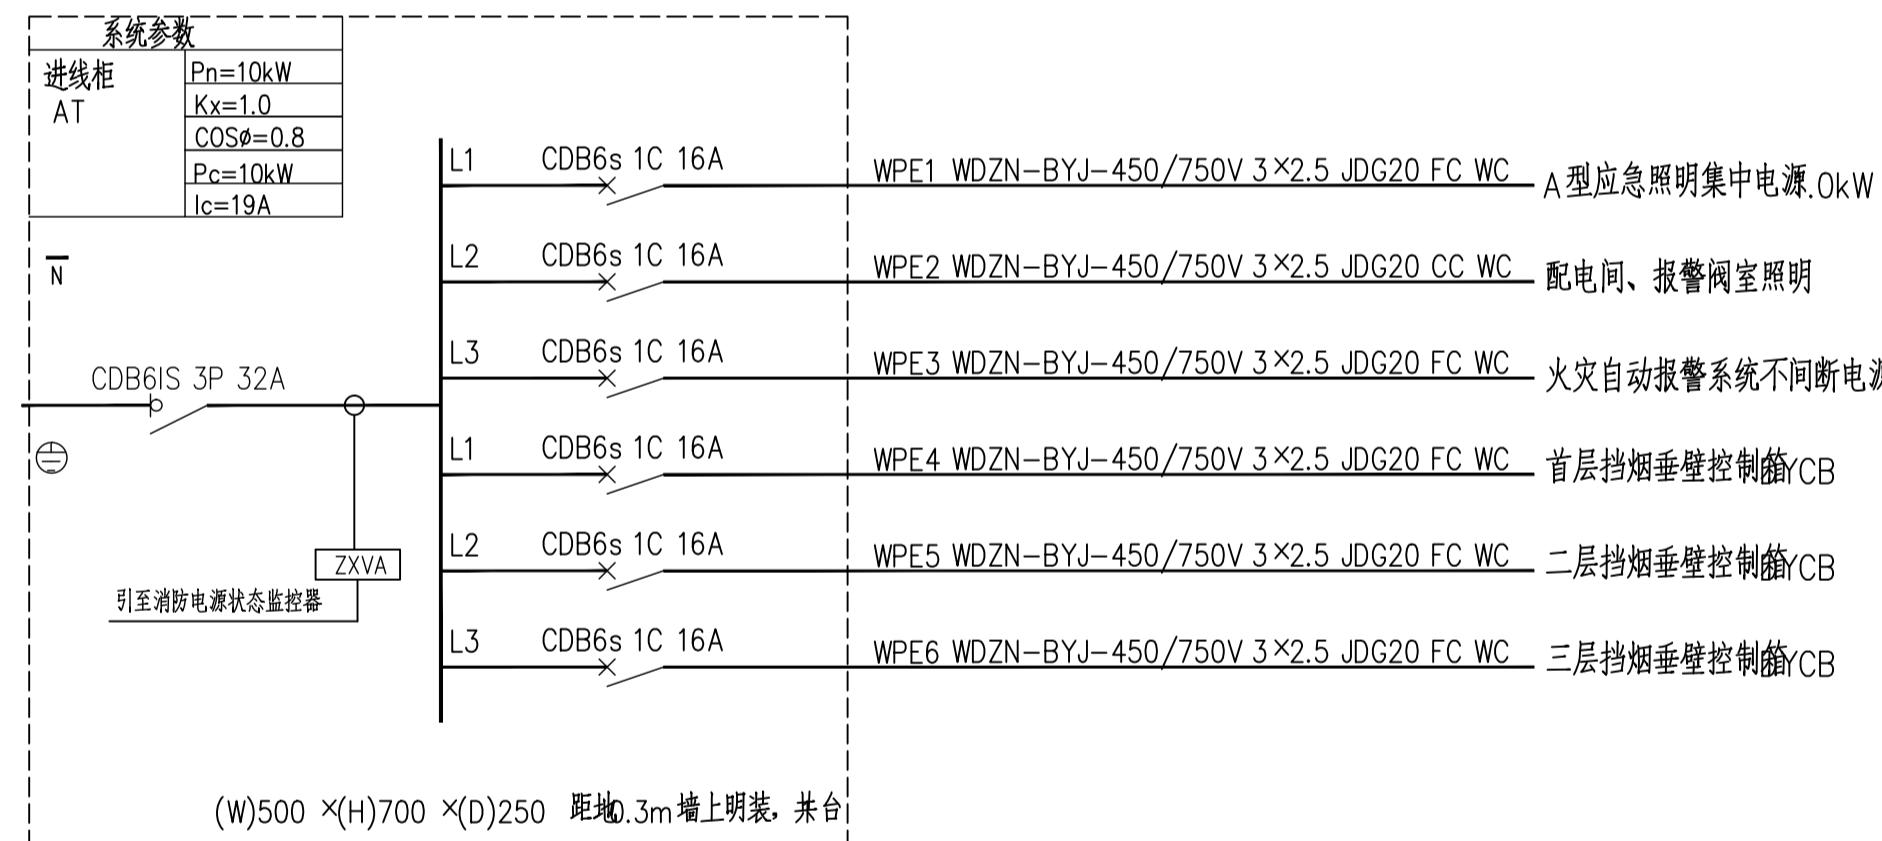 系统参数
进线柜
AT
Pn=10kW
Kx=1.0
COSø=0.8
Pc=10kW
Ic=19A
N
CDB6IS 3P 32A
ZXVA
引至消防电源状态监控器
L1 CDB6s 1C 16A WPE1 WDZN-BYJ-450/750V 3×2.5 JDG20 FC WC A型应急照明集中电源.0kW
L2 CDB6s 1C 16A WPE2 WDZN-BYJ-450/750V 3×2.5 JDG20 CC WC 配电间、报警阀室照明
L3 CDB6s 1C 16A WPE3 WDZN-BYJ-450/750V 3×2.5 JDG20 FC WC 火灾自动报警系统不间断电源
L1 CDB6s 1C 16A WPE4 WDZN-BYJ-450/750V 3×2.5 JDG20 FC WC 首层挡烟垂壁控制箱YCB
L2 CDB6s 1C 16A WPE5 WDZN-BYJ-450/750V 3×2.5 JDG20 FC WC 二层挡烟垂壁控制箱YCB
L3 CDB6s 1C 16A WPE6 WDZN-BYJ-450/750V 3×2.5 JDG20 FC WC 三层挡烟垂壁控制箱YCB
(W)500 ×(H)700 ×(D)250 距地0.3m墙上明装，共台